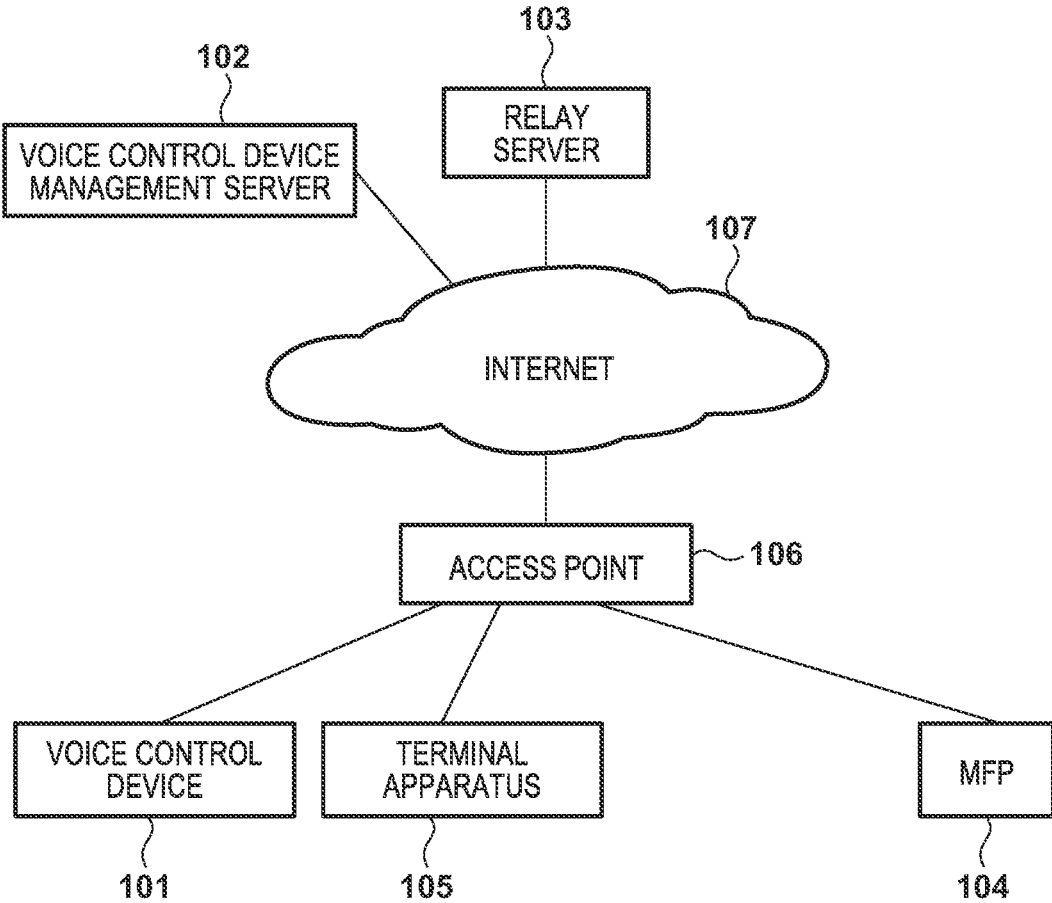 103
102
RELAY
SERVER
VOICE CONTROL DEVICE
MANAGEMENT SERVER
107
INTERNET
ACCESS POINT
106
VOICE CONTROL
DEVICE
TERMINAL
APPARATUS
MFP
101
105
104